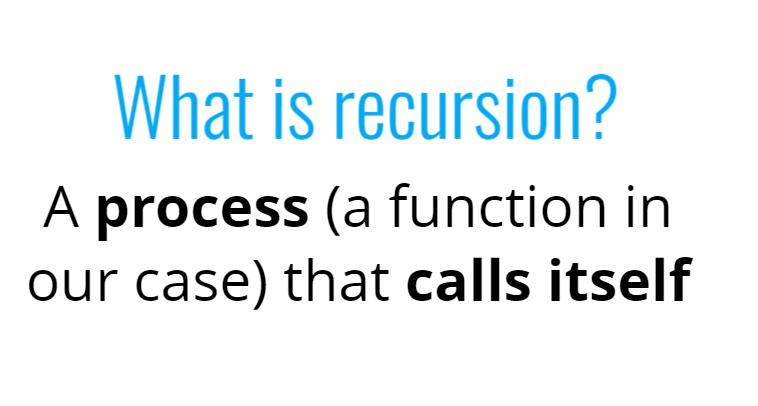 What is recursion?
A process (a function in
our case) that calls itself